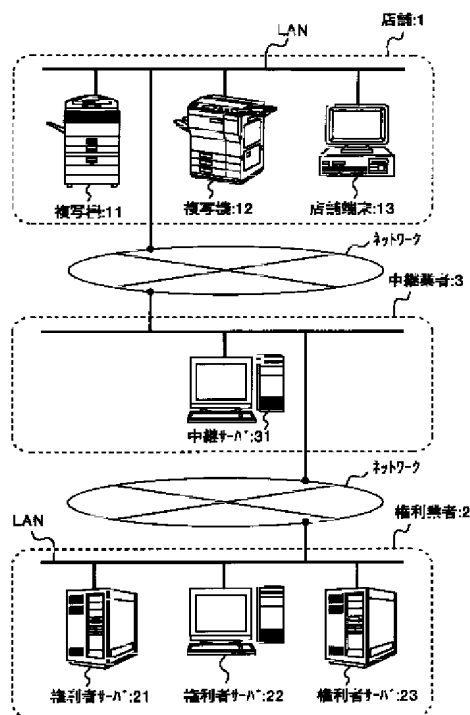 店舗:1
LAN
複写機:11
複写機:12
店舗端末:13
ネットワーク
中継業者:3
中継サーバ:31
ネットワーク
LAN
権利業者:2
権利者サーバ:21
権利者サーバ:22
権利者サーバ:23